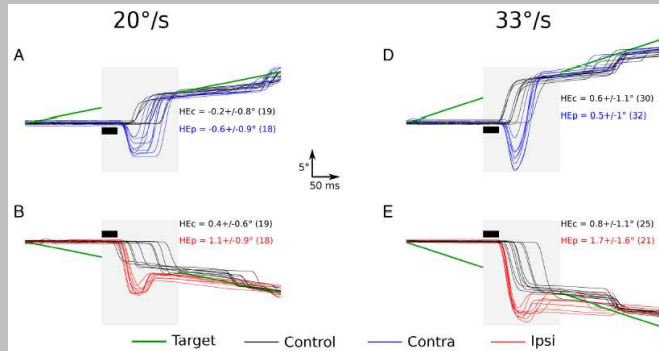 20°/s 33°/s
A D
HEc = -0.2+/-0.8° (19)
HEp = -0.6+/-0.9° (18)
HEc = 0.6+/-1.1° (30)
HEp = 0.5+/-1° (32)
5°
50 ms
B E
HEc = 0.4+/-0.6° (19)
HEp = 1.1+/-0.9° (18)
HEc = 0.8+/-1.1° (25)
HEp = 1.7+/-1.6° (21)
Target Control Contra Ipsi